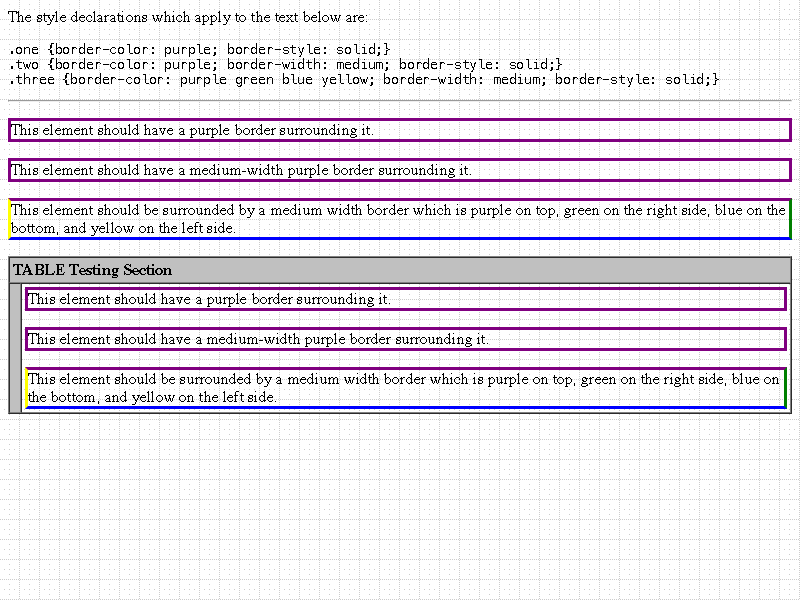 The style declarations which apply to the text below are:
.one {border-color: purple; border-style: solid;}
.two {border-color: purple; border-width: medium; border-style: solid;}
.three {border-color: purple green blue yellow; border-width: medium; border-style: solid;}
This element should have a purple border surrounding it.
This element should have a medium-width purple border surrounding it.
This element should be surrounded by a medium width border which is purple on top, green on the right side, blue on the
bottom, and yellow on the left side.
TABLE Testing Section
This element should have a purple border surrounding it.
This element should have a medium-width purple border surrounding it.
This element should be surrounded by a medium width border which is purple on top, green on the right side, blue on
the bottom, and yellow on the left side.